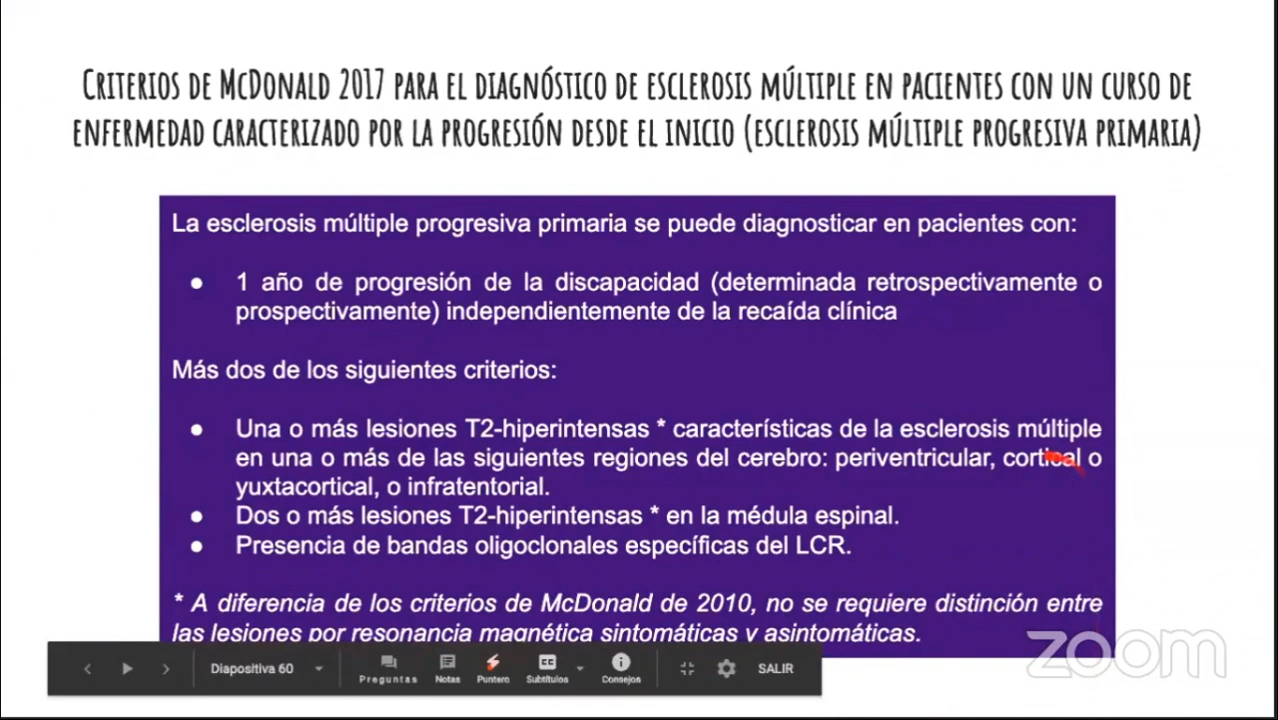 Criterios de McDonald 2017 para el diagnóstico de esclerosis múltiple en pacientes con un curso de
enfermedad caracterizado por la progresión desde el inicio (esclerosis múltiple progresiva primaria)
La esclerosis múltiple progresiva primaria se puede diagnosticar en pacientes con:
● 1 año de progresión de la discapacidad (determinada retrospectivamente o
prospectivamente) independientemente de la recaída clínica
Más dos de los siguientes criterios:
● Una o más lesiones T2-hiperintensas * características de la esclerosis múltiple
en una o más de las siguientes regiones del cerebro: periventricular, cortical o
yuxtacortical, o infratentorial.
● Dos o más lesiones T2-hiperintensas * en la médula espinal.
● Presencia de bandas oligoclonales específicas del LCR.
* A diferencia de los criterios de McDonald de 2010, no se requiere distinción entre
las lesiones por resonancia magnética sintomáticas y asintomáticas.
zoom
Diapositiva 60
Preguntas
Notas
Puntero
CC
Subtítulos
Consejos
SALIR